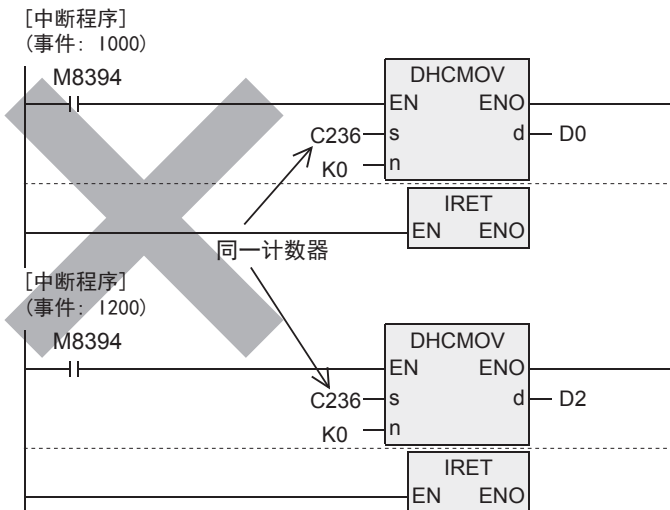 [中断程序]
(事件: I000)
M8394
DHCMOV
EN ENO
C236 s d D0
K0 n
IRET
EN ENO
同一计数器
[中断程序]
(事件: I200)
M8394
DHCMOV
EN ENO
C236 s d D2
K0 n
IRET
EN ENO